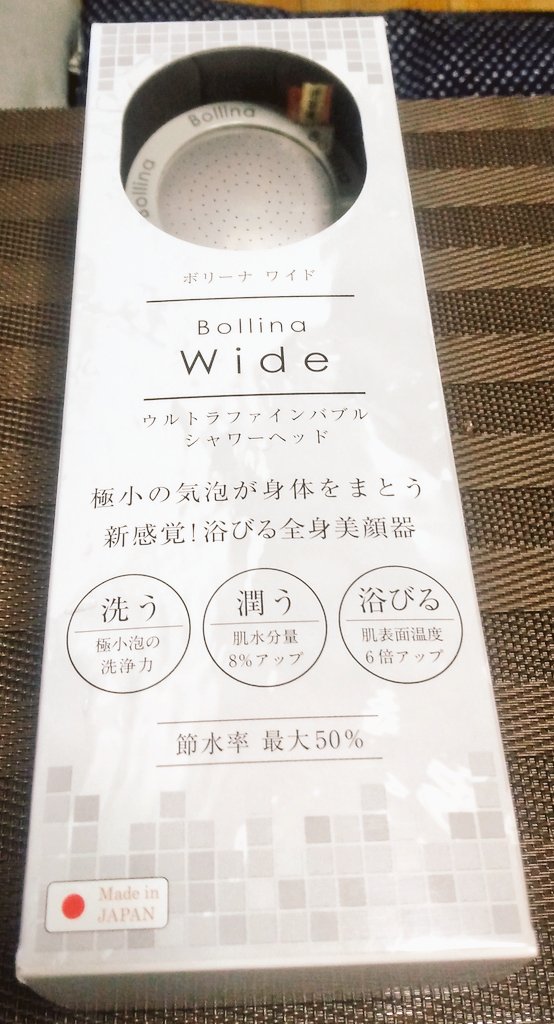 Bollina
Bollina
ボリーナ ワイド
Bollina
Wide
ウルトラファインバブル
シャワーヘッド
極小の気泡が身体をまとう
新感覚!浴びる全身美顔器
洗う
極小泡の
洗浄力
潤う
肌水分量
8%アップ
浴びる
肌表面温度
6倍アップ
節水率 最大50%
Made in
JAPAN